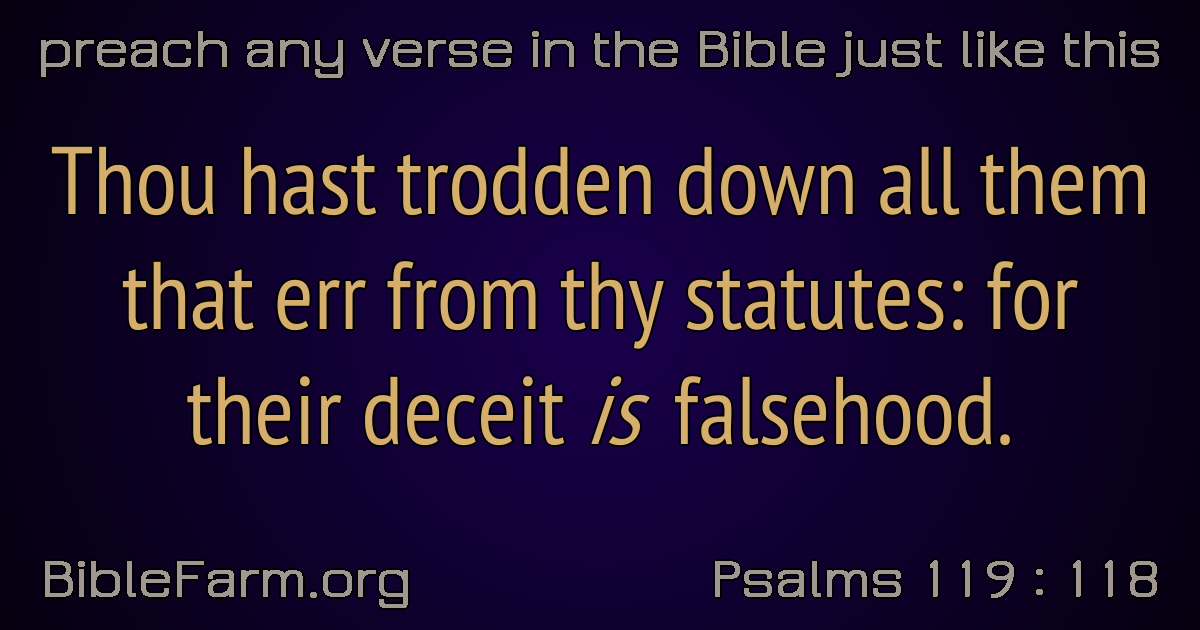 preach any verse in the Bible just like this
Thou hast trodden down all them
that err from thy statutes: for
their deceit is falsehood.
BibleFarm.org
Psalms 119 : 118